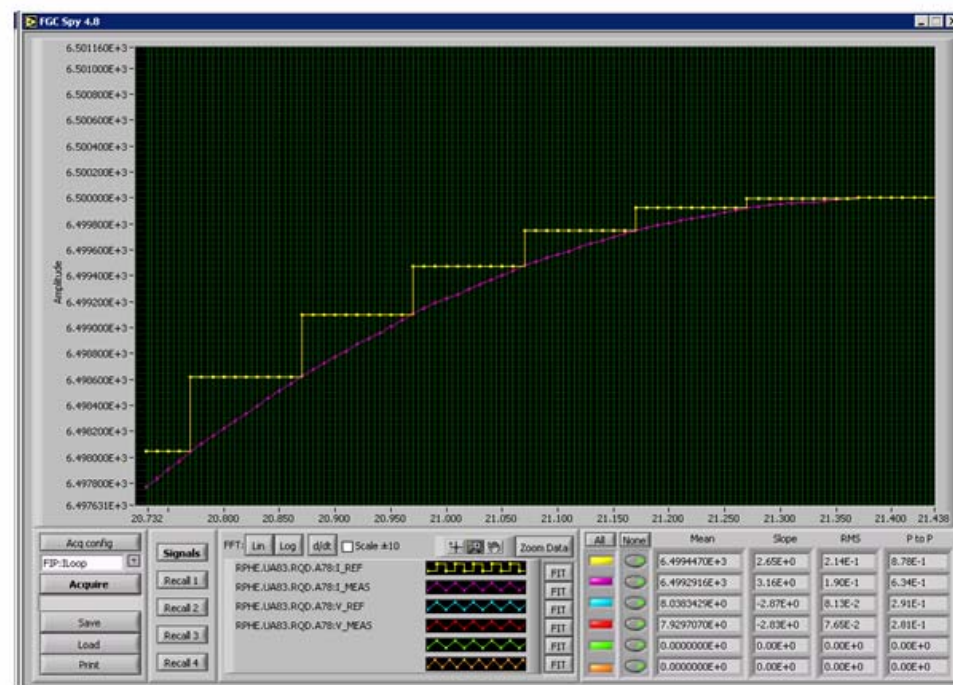 FGC Spy 4.8
6.501160E+3
6.501000E+3
6.500800E+3
6.500600E+3
6.500400E+3
6.500200E+3
6.500000E+3
6.499800E+3
6.499600E+3
6.499400E+3
6.499200E+3
6.499000E+3
6.498800E+3
6.498600E+3
6.498400E+3
6.498200E+3
6.498000E+3
6.497800E+3
6.497631E+3
Amplitude
20.732 20.800 20.850 20.900 20.950 21.000 21.050 21.100 21.150 21.200 21.250 21.300 21.350 21.400 21.438
Acq config
FIP:ILoop
Acquire
Save
Load
Print
Signals
Recall 1
Recall 2
Recall 3
Recall 4
FFT: Lin Log d/dt Scale ±10 Zoom Data
RPHE.UA83.RQD.A78:I_REF FIT
RPHE.UA83.RQD.A78:I_MEAS FIT
RPHE.UA83.RQD.A78:V_REF FIT
RPHE.UA83.RQD.A78:V_MEAS FIT
FIT
FIT
All None Mean Slope RMS P to P
6.4994470E+3 2.65E+0 2.14E-1 8.78E-1
6.4992916E+3 3.16E+0 1.90E-1 6.34E-1
8.0383429E+0 -2.87E+0 8.13E-2 2.91E-1
7.9297070E+0 -2.83E+0 7.65E-2 2.81E-1
0.0000000E+0 0.00E+0 0.00E+0 0.00E+0
0.0000000E+0 0.00E+0 0.00E+0 0.00E+0